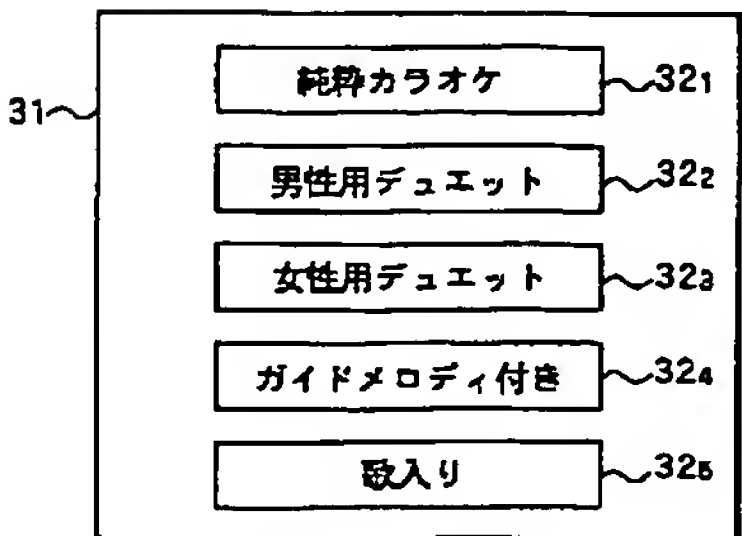 純粋カラオケ 32₁
31
男性用デュエット 32₂
女性用デュエット 32₃
ガイドメロディ付き 32₄
歌入り 32₅